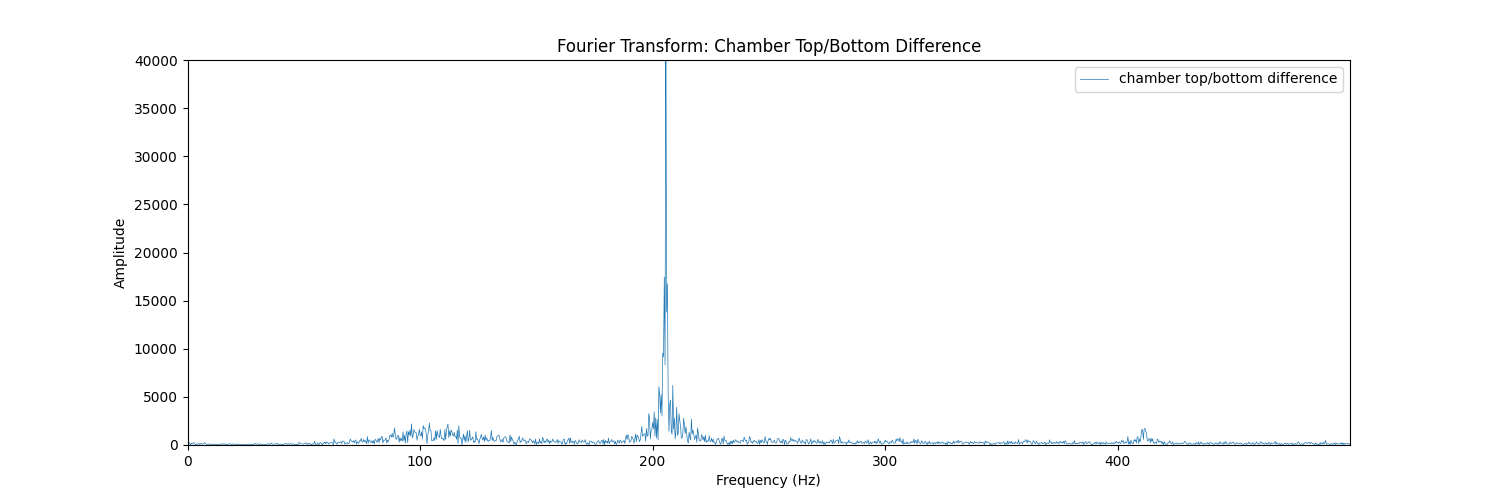 Fourier Transform: Chamber Top/Bottom Difference
chamber top/bottom difference
40000
35000
30000
25000
20000
15000
10000
5000
0
Amplitude
0 100 200 300 400
Frequency (Hz)